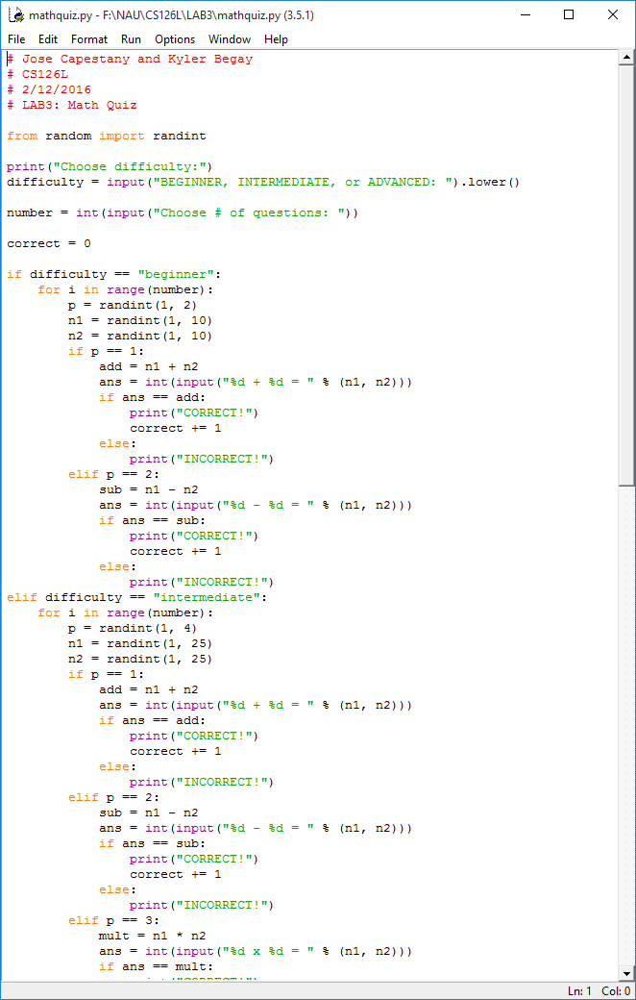 mathquiz.py - F:\NAU\CS126L\LAB3\mathquiz.py (3.5.1)
File Edit Format Run Options Window Help
# Jose Capestany and Kyler Begay
# CS126L
# 2/12/2016
# LAB3: Math Quiz
from random import randint
print("Choose difficulty:")
difficulty = input("BEGINNER, INTERMEDIATE, or ADVANCED: ").lower()
number = int(input("Choose # of questions: "))
correct = 0
if difficulty == "beginner":
    for i in range(number):
        p = randint(1, 2)
        n1 = randint(1, 10)
        n2 = randint(1, 10)
        if p == 1:
            add = n1 + n2
            ans = int(input("%d + %d = " % (n1, n2)))
            if ans == add:
                print("CORRECT!")
                correct += 1
            else:
                print("INCORRECT!")
        elif p == 2:
            sub = n1 - n2
            ans = int(input("%d - %d = " % (n1, n2)))
            if ans == sub:
                print("CORRECT!")
                correct += 1
            else:
                print("INCORRECT!")
elif difficulty == "intermediate":
    for i in range(number):
        p = randint(1, 4)
        n1 = randint(1, 25)
        n2 = randint(1, 25)
        if p == 1:
            add = n1 + n2
            ans = int(input("%d + %d = " % (n1, n2)))
            if ans == add:
                print("CORRECT!")
                correct += 1
            else:
                print("INCORRECT!")
        elif p == 2:
            sub = n1 - n2
            ans = int(input("%d - %d = " % (n1, n2)))
            if ans == sub:
                print("CORRECT!")
                correct += 1
            else:
                print("INCORRECT!")
        elif p == 3:
            mult = n1 * n2
            ans = int(input("%d x %d = " % (n1, n2)))
            if ans == mult:
Ln: 1 Col: 0